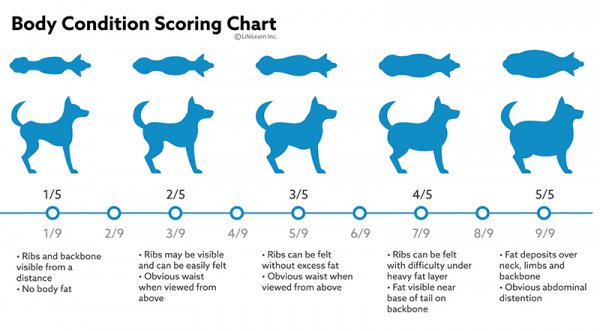 Body Condition Scoring Chart
©LifeLearn Inc.
1/5 2/5 3/5 4/5 5/5
1/9 2/9 3/9 4/9 5/9 6/9 7/9 8/9 9/9
• Ribs and backbone
visible from a
distance
• No body fat
• Ribs may be visible
and can be easily felt
• Obvious waist
when viewed from
above
• Ribs can be felt
without excess fat
• Obvious waist when
viewed from above
• Ribs can be felt
with difficulty under
heavy fat layer
• Fat visible near
base of tail on
backbone
• Fat deposits over
neck, limbs and
backbone
• Obvious abdominal
distention